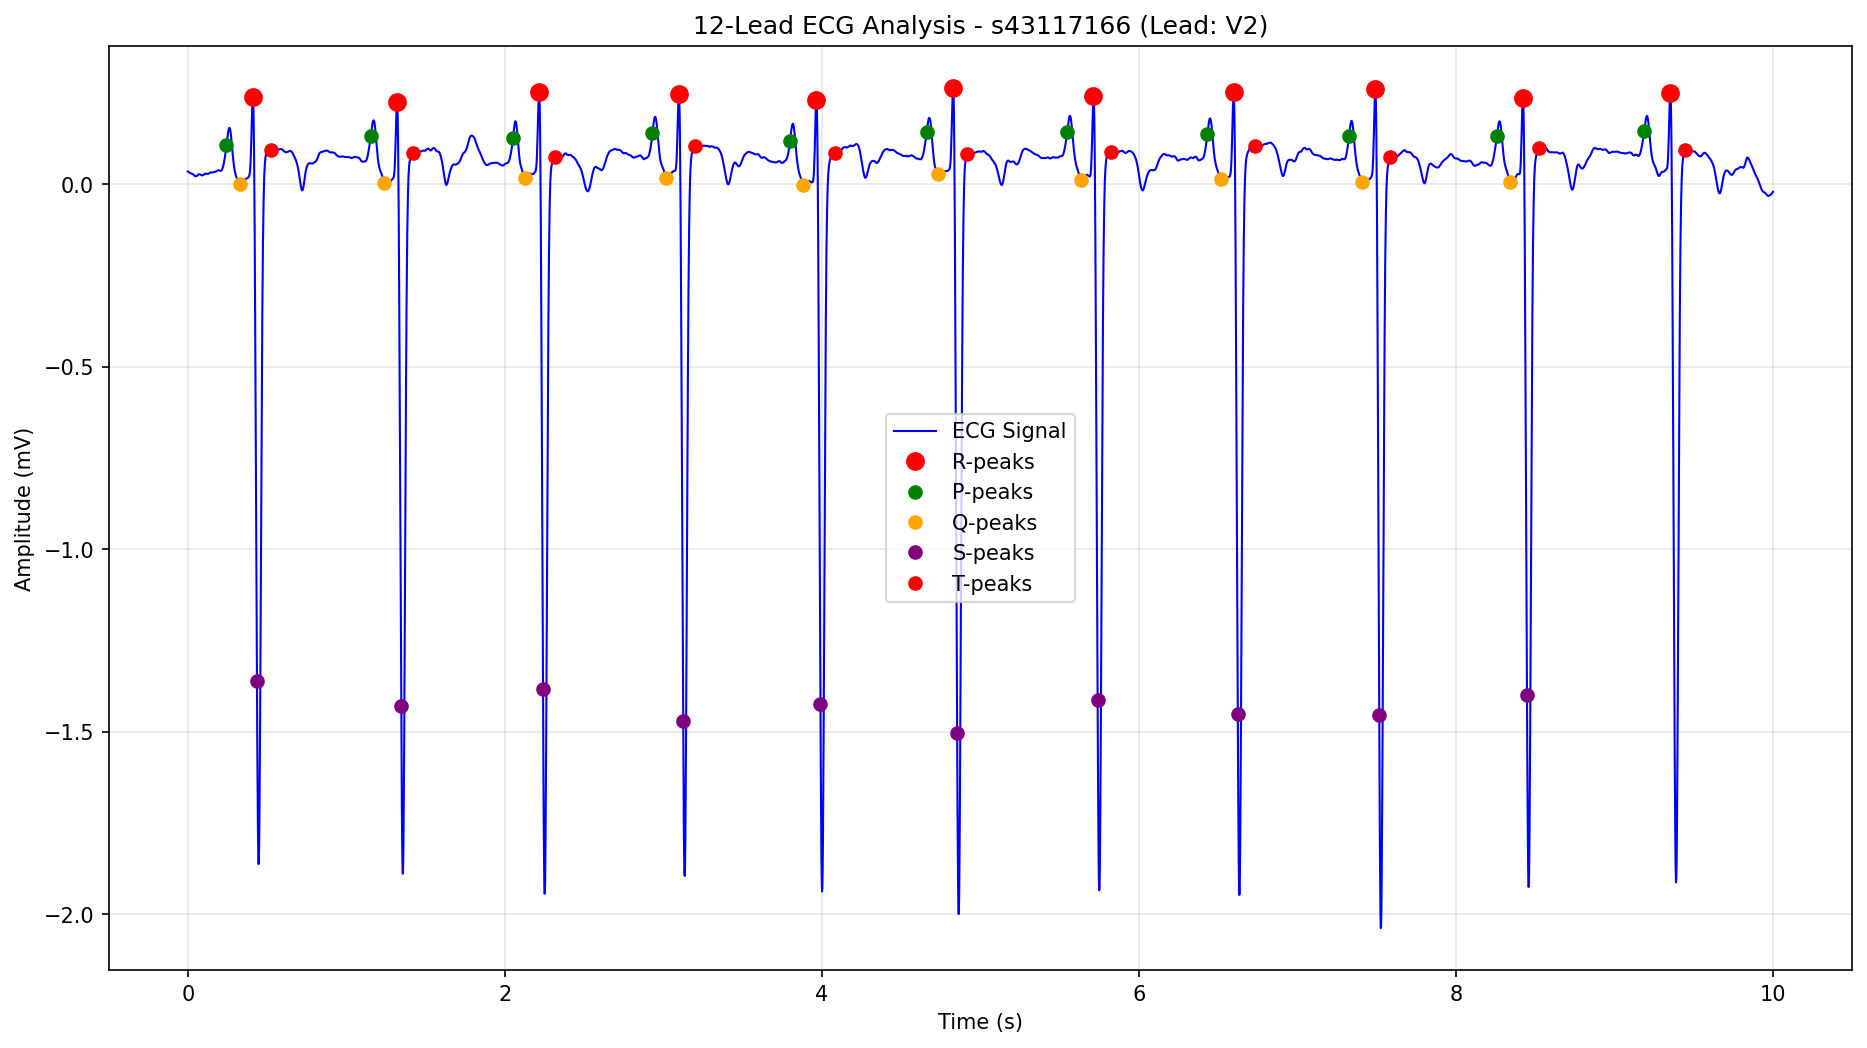 12-Lead ECG Analysis - s43117166 (Lead: V2)
Amplitude (mV)
0.0
−0.5
−1.0
−1.5
−2.0
ECG Signal
R-peaks
P-peaks
Q-peaks
S-peaks
T-peaks
0 2 4 6 8 10
Time (s)